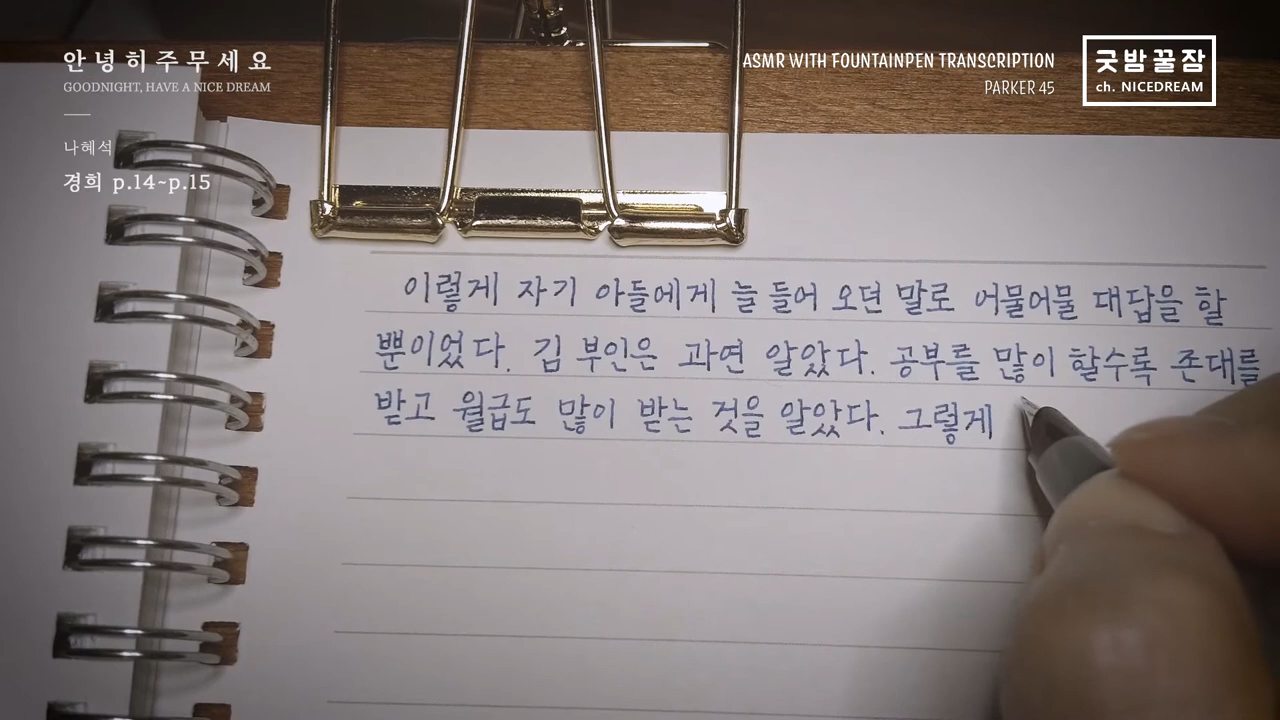 안녕히주무세요
GOODNIGHT, HAVE A NICE DREAM
나혜석
경희 p.14~p.15
ASMR WITH FOUNTAINPEN TRANSCRIPTION
PARKER 45
굿밤꿀잠
ch. NICEDREAM
이렇게 자기 아들에게 늘 들어 오던 말로 어물어물 대답을 할
뿐이었다. 김 부인은 과연 알았다. 공부를 많이 할수록 존대를
받고 월급도 많이 받는 것을 알았다. 그렇게